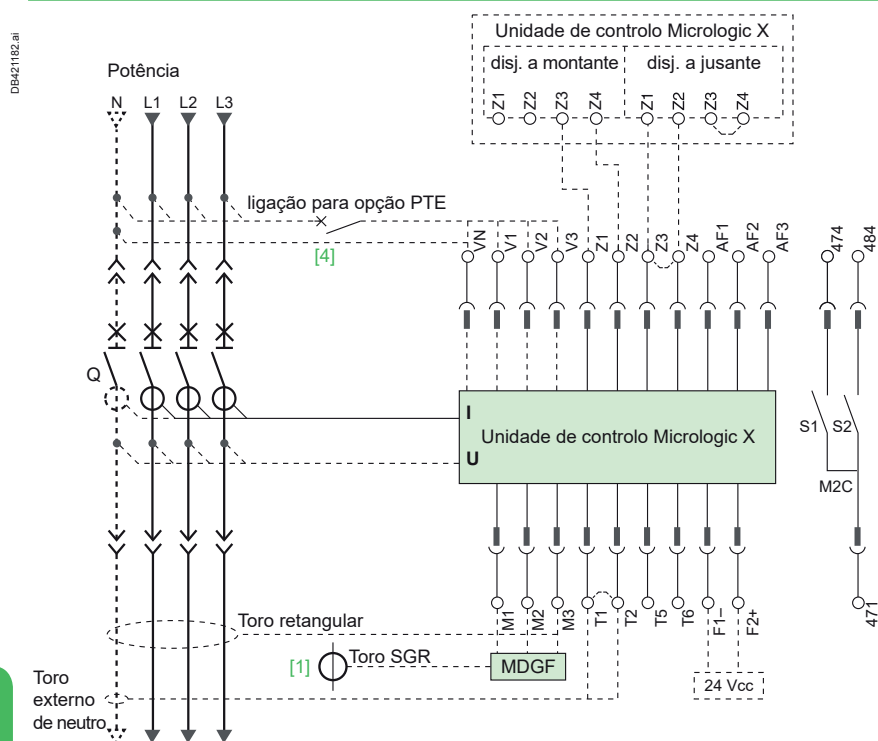 DB421182.ai
Unidade de controlo Micrologic X
disj. a montante disj. a jusante
Z1 Z2 Z3 Z4 Z1 Z2 Z3 Z4
Potência
N L1 L2 L3
ligação para opção PTE
[4]
VN V1 V2 V3 Z1 Z2 Z3 Z4 AF1 AF2 AF3 474 484
Q
I
Unidade de controlo Micrologic X
U
S1 S2
M2C
M1 M2 M3 T1 T2 T5 T6 F1– F2+ 471
Toro retangular
[1] Toro SGR
MDGF
24 Vcc
Toro
externo
de neutro